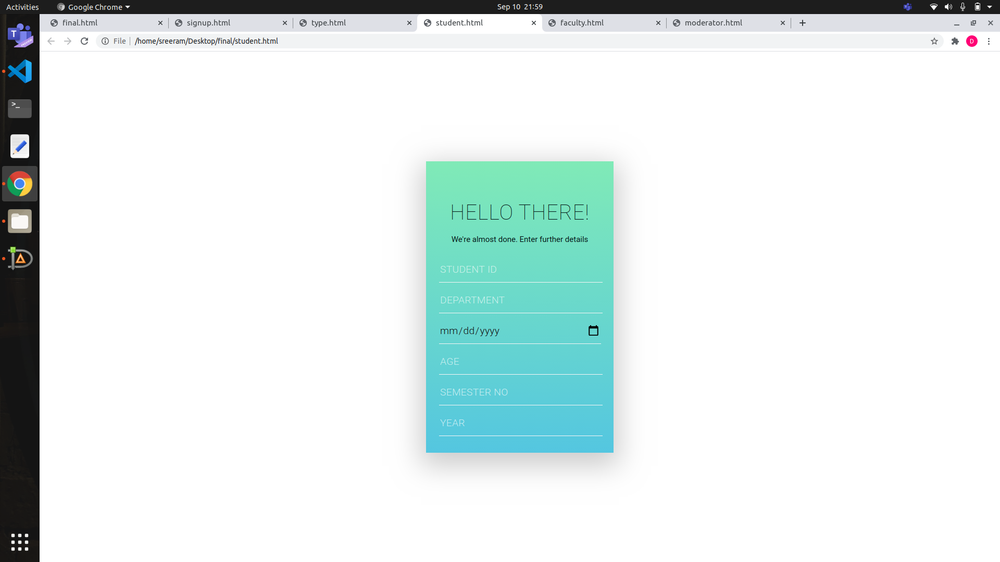 Activities
Google Chrome
Sep 10 21:59
T
final.html
signup.html
type.html
student.html
faculty.html
moderator.html
File
/home/sreeram/Desktop/final/student.html
D
T
PREVIEW
>_
HELLO THERE!
We're almost done. Enter further details
STUDENT ID
DEPARTMENT
mm/dd/yyyy
AGE
SEMESTER NO
YEAR